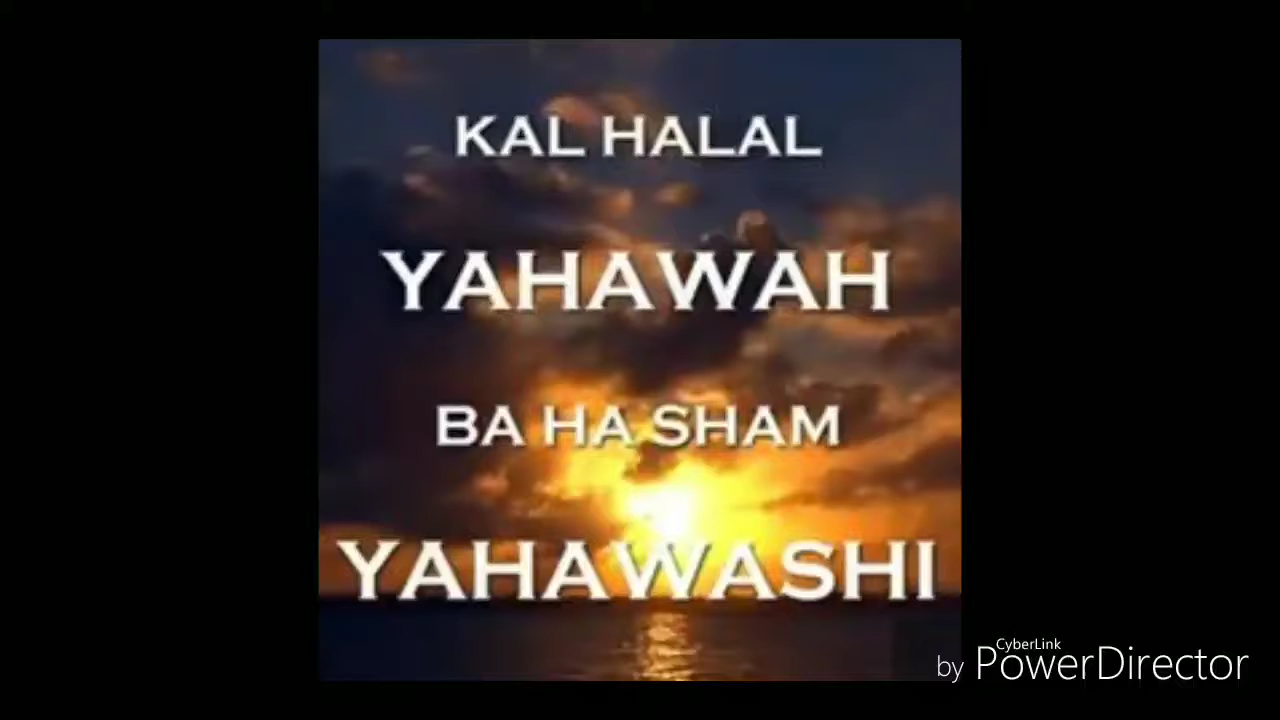 KAL HALAL
YAHAWAH
BA HA SHAM
YAHAWASHI
CyberLink
by PowerDirector